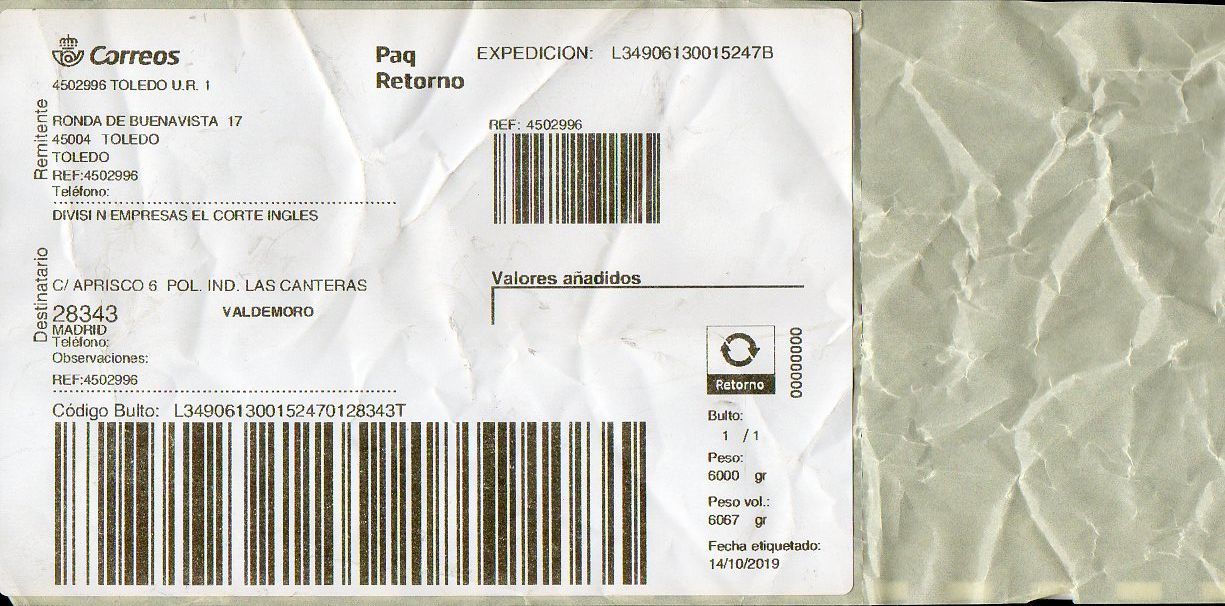 Correos
Paq
Retorno
EXPEDICION: L34906130015247B
4502996 TOLEDO U.R. 1
Remitente
RONDA DE BUENAVISTA 17
45004 TOLEDO
TOLEDO
REF:4502996
Teléfono:
REF: 4502996
DIVISI N EMPRESAS EL CORTE INGLES
Destinatario
C/ APRISCO 6 POL. IND. LAS CANTERAS
28343 VALDEMORO
MADRID
Teléfono:
Observaciones:
REF:4502996
Valores añadidos
Retorno
00000000
Código Bulto: L349061300152470128343T
Bulto:
1 / 1
Peso:
6000 gr
Peso vol.:
6067 gr
Fecha etiquetado:
14/10/2019